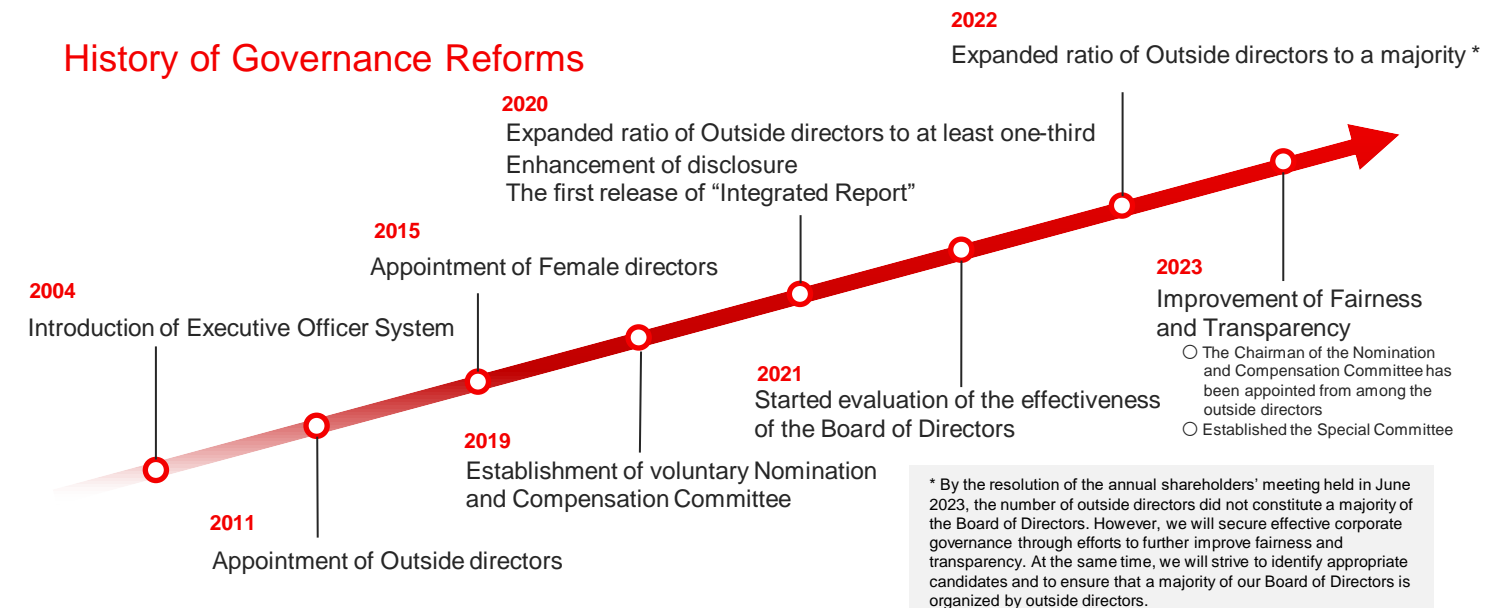 History of Governance Reforms
2004
Introduction of Executive Officer System
2011
Appointment of Outside directors
2015
Appointment of Female directors
2019
Establishment of voluntary Nomination
and Compensation Committee
2020
Expanded ratio of Outside directors to at least one-third
Enhancement of disclosure
The first release of “Integrated Report”
2021
Started evaluation of the effectiveness
of the Board of Directors
2022
Expanded ratio of Outside directors to a majority *
2023
Improvement of Fairness
and Transparency
○ The Chairman of the Nomination
and Compensation Committee has
been appointed from among the
outside directors
○ Established the Special Committee
* By the resolution of the annual shareholders’ meeting held in June
2023, the number of outside directors did not constitute a majority of
the Board of Directors. However, we will secure effective corporate
governance through efforts to further improve fairness and
transparency. At the same time, we will strive to identify appropriate
candidates and to ensure that a majority of our Board of Directors is
organized by outside directors.